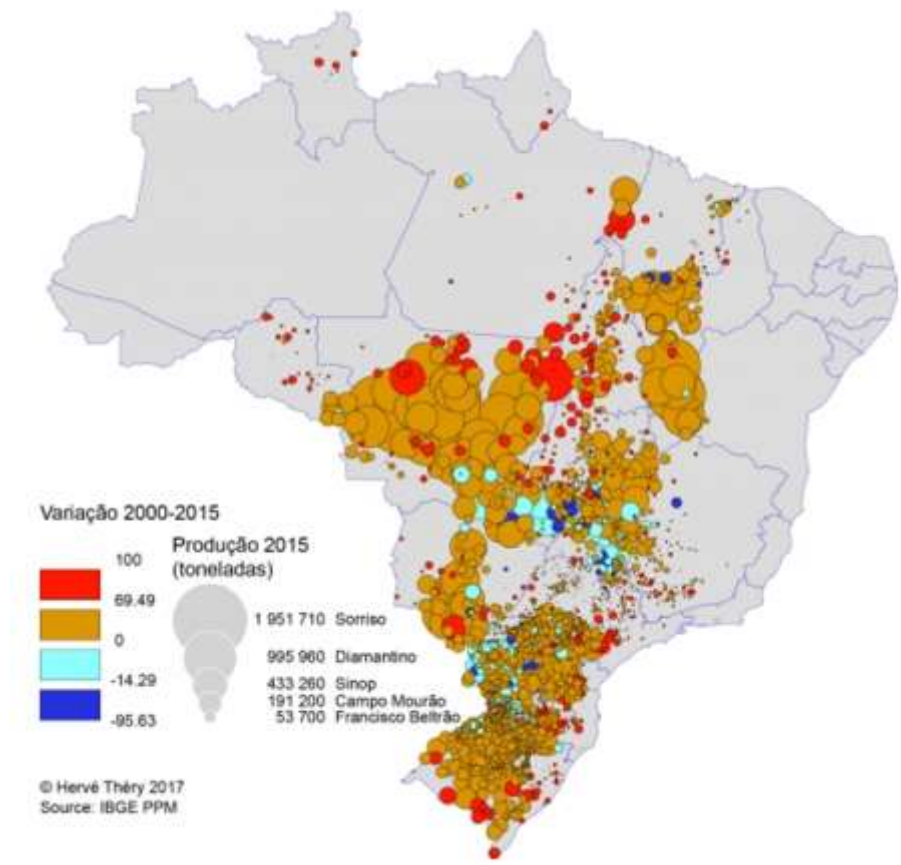 Variação 2000-2015
100
69.49
0
-14.29
-95.63
Produção 2015
(toneladas)
1 951 710 Sorriso
995 960 Diamantino
433 260 Sinop
191 200 Campo Mourão
53 700 Francisco Beltrão
© Hervé Théry 2017
Source: IBGE PPM